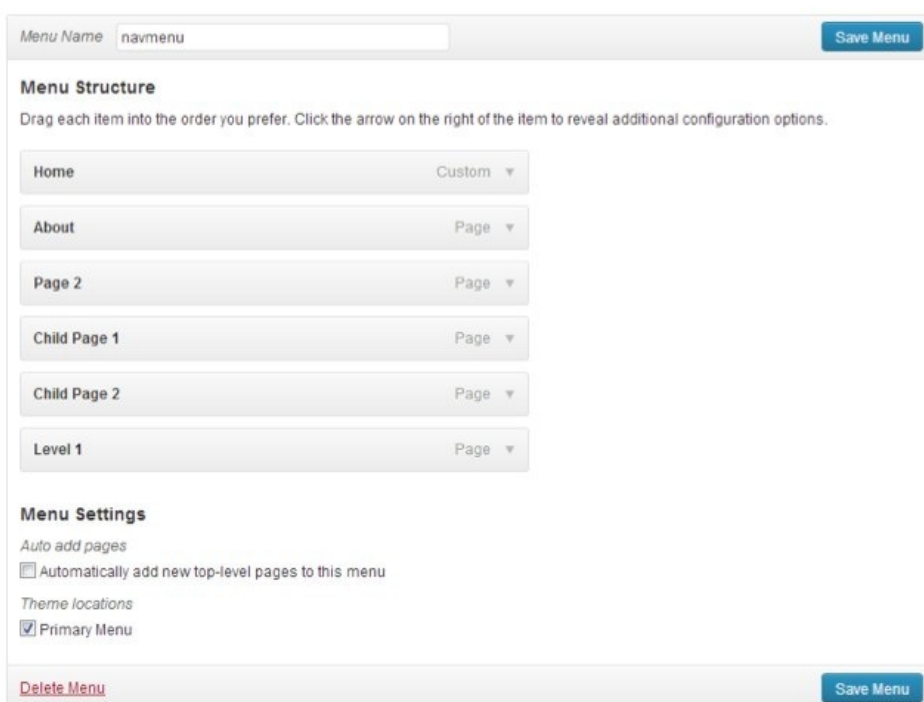 Menu Name navmenu Save Menu
Menu Structure
Drag each item into the order you prefer. Click the arrow on the right of the item to reveal additional configuration options.
Home Custom ▼
About Page ▼
Page 2 Page ▼
Child Page 1 Page ▼
Child Page 2 Page ▼
Level 1 Page ▼
Menu Settings
Auto add pages
Automatically add new top-level pages to this menu
Theme locations
Primary Menu
Delete Menu Save Menu